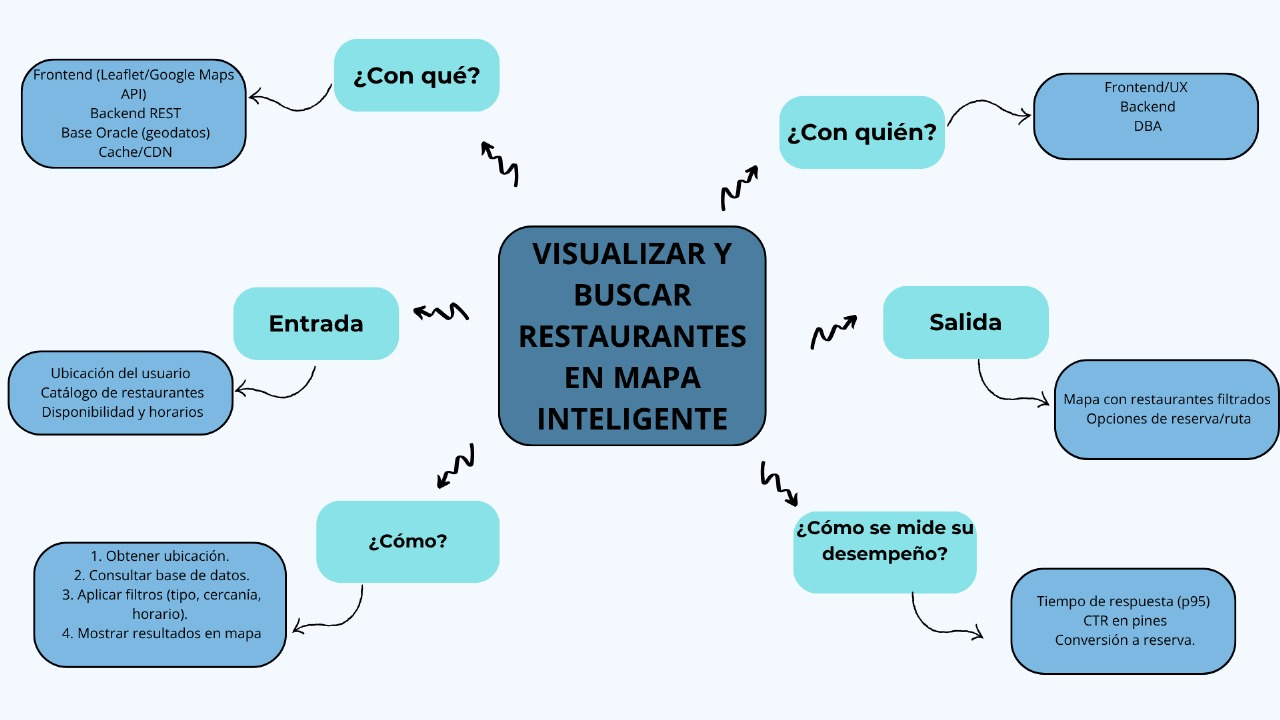 ¿Con qué?
Frontend (Leaflet/Google Maps
API)
Backend REST
Base Oracle (geodatos)
Cache/CDN
¿Con quién?
Frontend/UX
Backend
DBA
VISUALIZAR Y
BUSCAR
RESTAURANTES
EN MAPA
INTELIGENTE
Entrada
Ubicación del usuario
Catálogo de restaurantes
Disponibilidad y horarios
Salida
Mapa con restaurantes filtrados
Opciones de reserva/ruta
¿Cómo?
1. Obtener ubicación.
2. Consultar base de datos.
3. Aplicar filtros (tipo, cercanía,
horario).
4. Mostrar resultados en mapa
¿Cómo se mide su
desempeño?
Tiempo de respuesta (p95)
CTR en pines
Conversión a reserva.